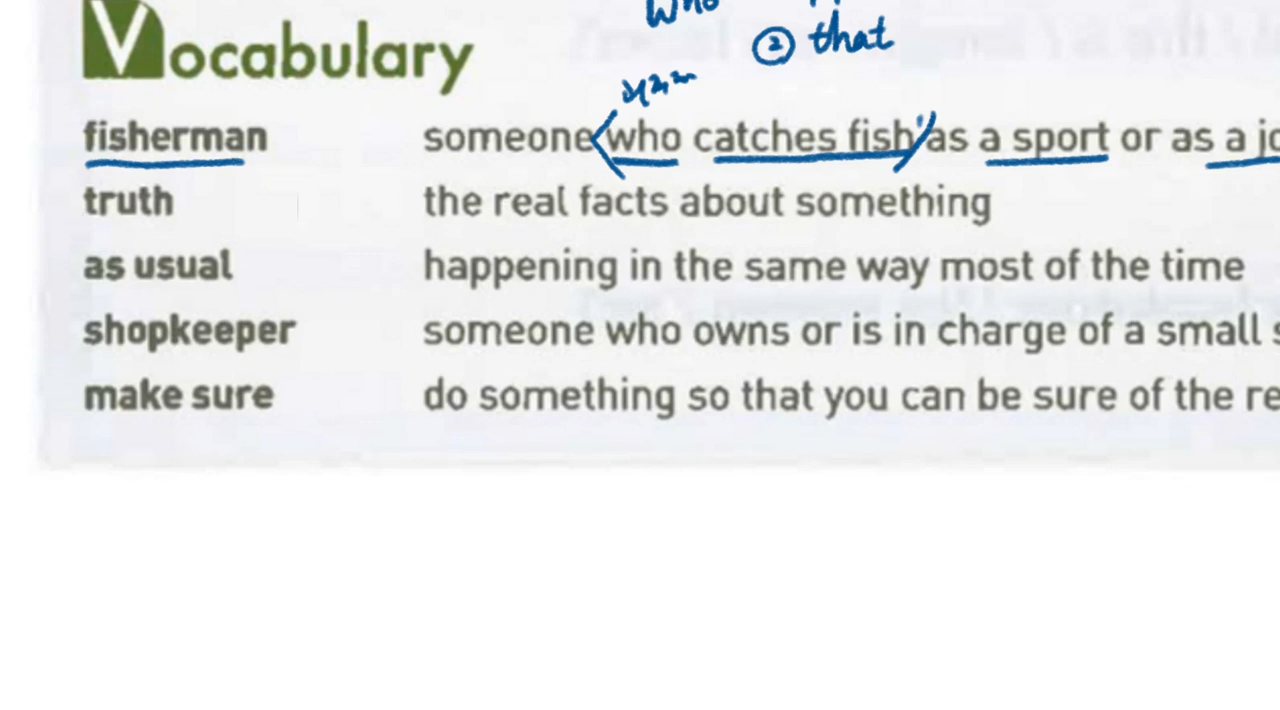 who
② that
Vocabulary
fisherman someone who catches fish as a sport or as a jo
truth the real facts about something
as usual happening in the same way most of the time
shopkeeper someone who owns or is in charge of a small s
make sure do something so that you can be sure of the re